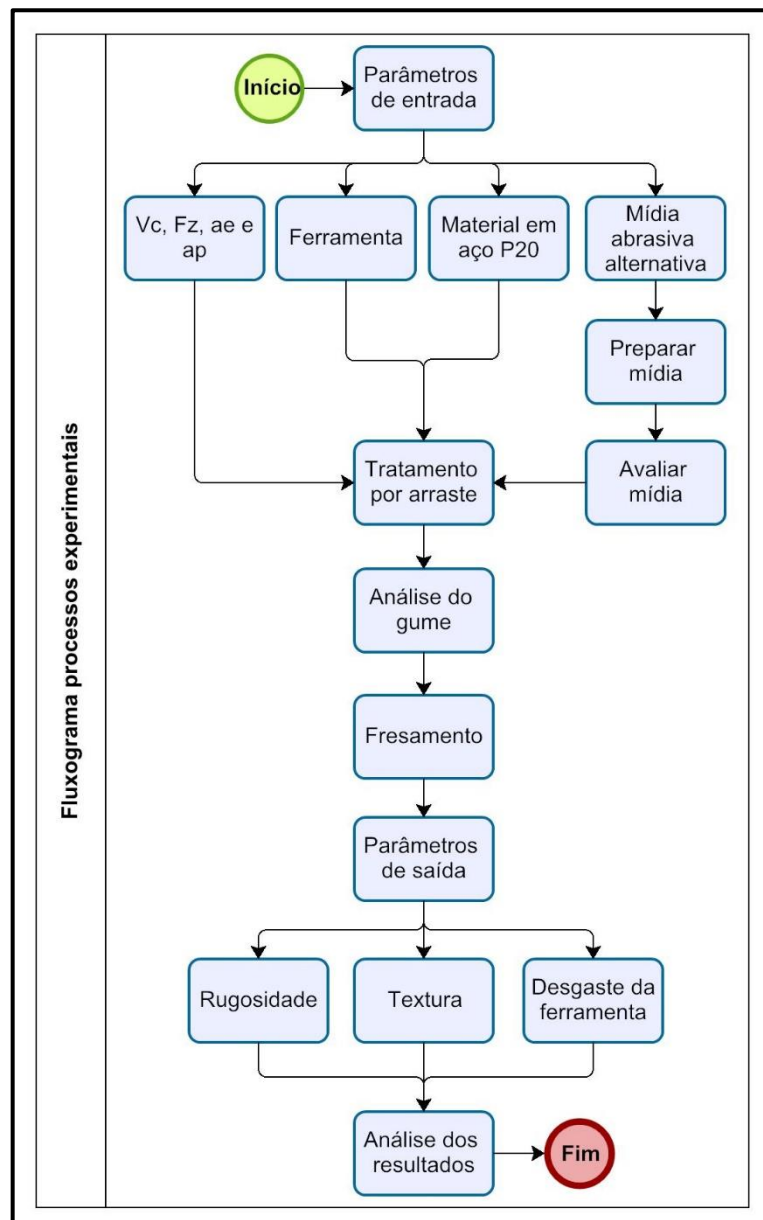 Fluxograma processos experimentais
Início
Parâmetros
de entrada
Vc, Fz, ae e
ap
Ferramenta
Material em
aço P20
Mídia
abrasiva
alternativa
Preparar
mídia
Tratamento
por arraste
Avaliar
mídia
Análise do
gume
Fresamento
Parâmetros
de saída
Rugosidade
Textura
Desgaste da
ferramenta
Análise dos
resultados
Fim